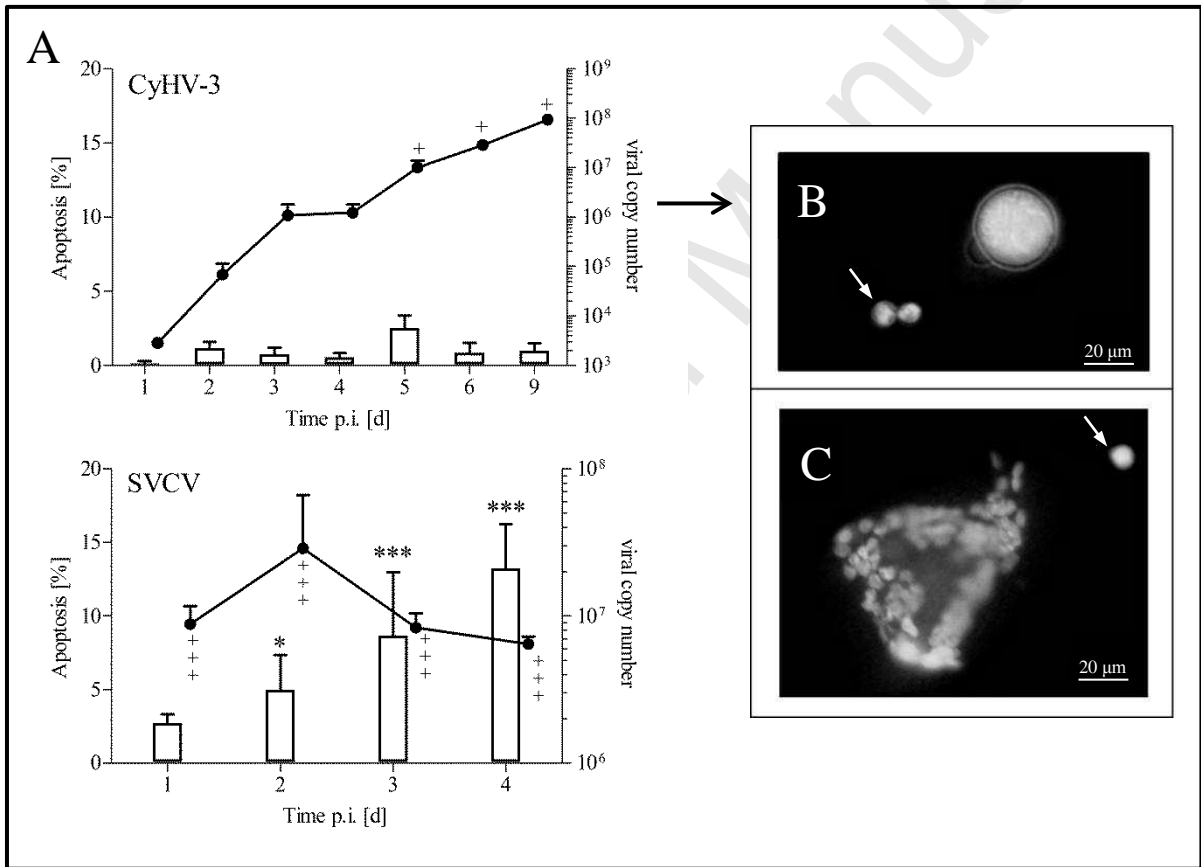 A
CyHV-3
20
15
10
5
0
Apoptosis [%]
10⁹
10⁸
10⁷
10⁶
10⁵
10⁴
10³
viral copy number
+ + +
1 2 3 4 5 6 9
Time p.i. [d]
SVCV
20
15
10
5
0
Apoptosis [%]
10⁸
10⁷
10⁶
viral copy number
* *** ***
+++ +++ +++ +++
1 2 3 4
Time p.i. [d]
B
20 µm
C
20 µm